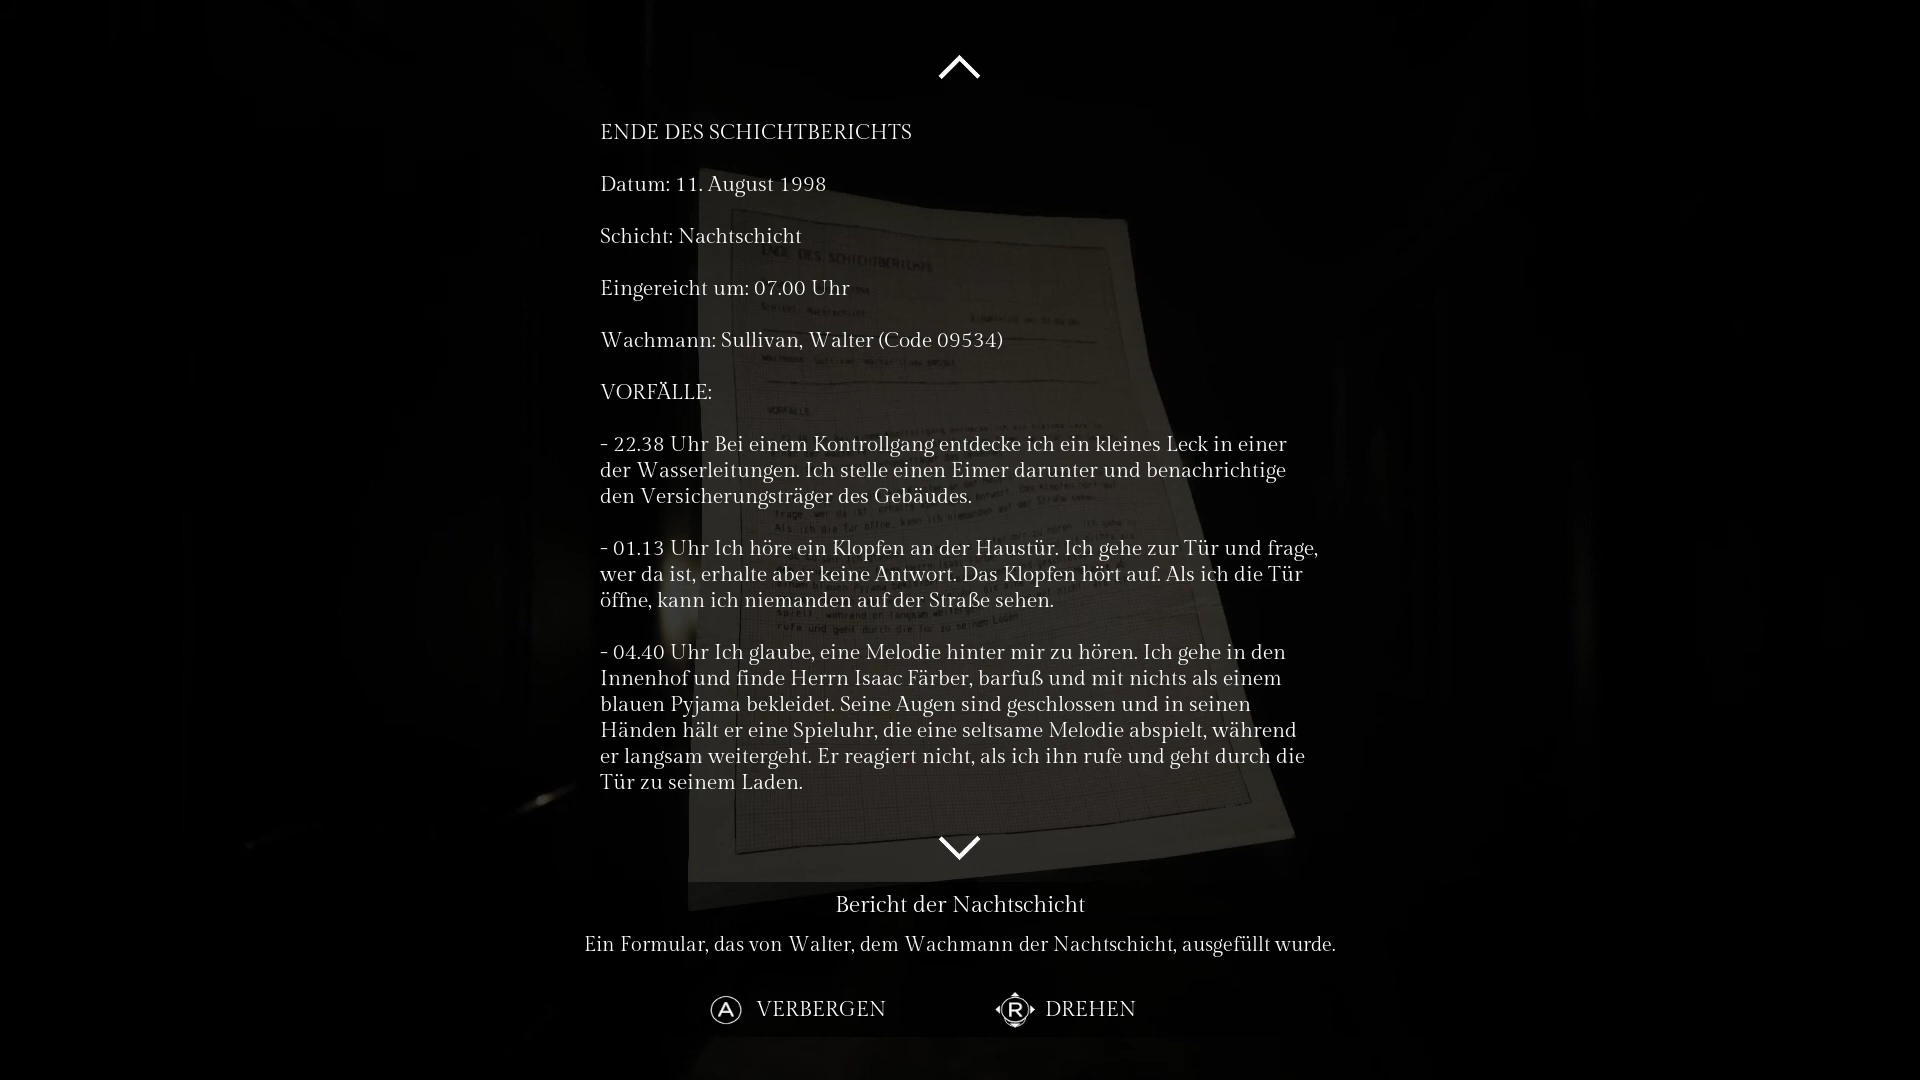 ENDE DES SCHICHTBERICHTS
Datum: 11. August 1998
Schicht: Nachtschicht
Eingereicht um: 07.00 Uhr
Wachmann: Sullivan, Walter (Code 09534)
VORFÄLLE:
- 22.38 Uhr Bei einem Kontrollgang entdecke ich ein kleines Leck in einer
der Wasserleitungen. Ich stelle einen Eimer darunter und benachrichtige
den Versicherungsträger des Gebäudes.
- 01.13 Uhr Ich höre ein Klopfen an der Haustür. Ich gehe zur Tür und frage,
wer da ist, erhalte aber keine Antwort. Das Klopfen hört auf. Als ich die Tür
öffne, kann ich niemanden auf der Straße sehen.
- 04.40 Uhr Ich glaube, eine Melodie hinter mir zu hören. Ich gehe in den
Innenhof und finde Herrn Isaac Färber, barfuß und mit nichts als einem
blauen Pyjama bekleidet. Seine Augen sind geschlossen und in seinen
Händen hält er eine Spieluhr, die eine seltsame Melodie abspielt, während
er langsam weitergeht. Er reagiert nicht, als ich ihn rufe und geht durch die
Tür zu seinem Laden.
Bericht der Nachtschicht
Ein Formular, das von Walter, dem Wachmann der Nachtschicht, ausgefüllt wurde.
A VERBERGEN R DREHEN